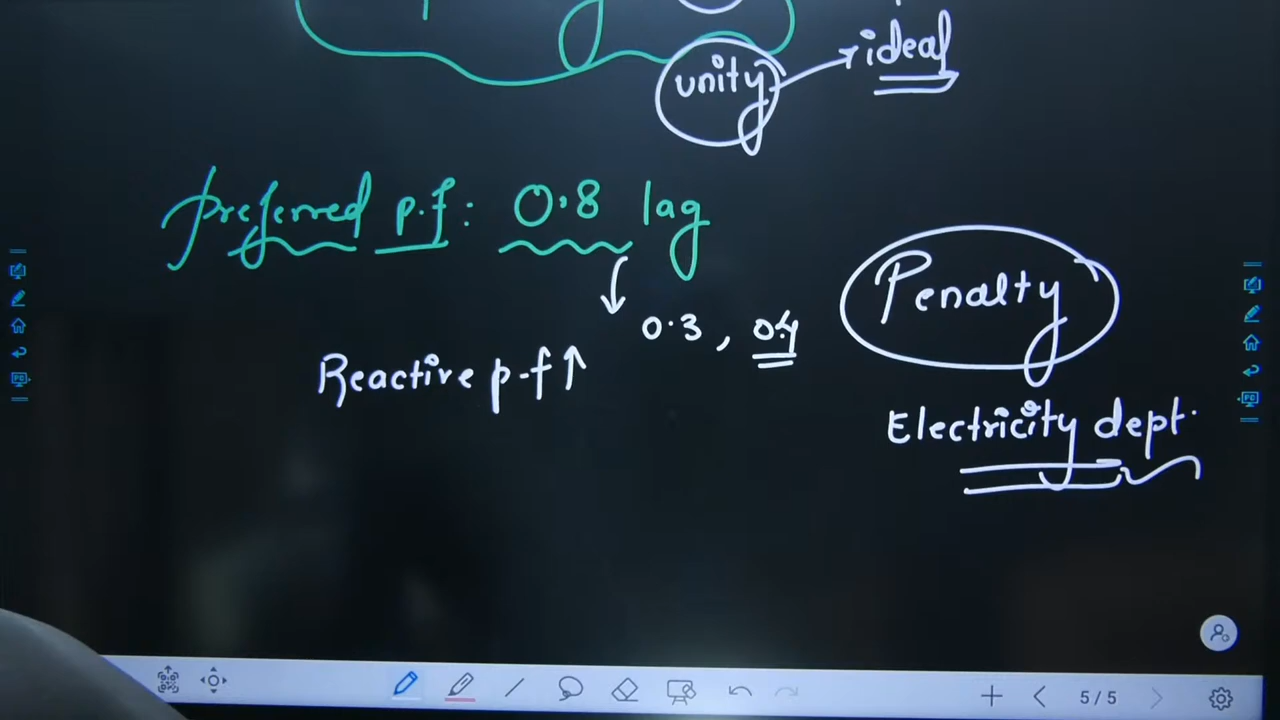 unity ideal
preferred p.f: 0.8 lag
0.3, 0.4
Penalty
Reactive p.f ↑
Electricity dept.
5/5